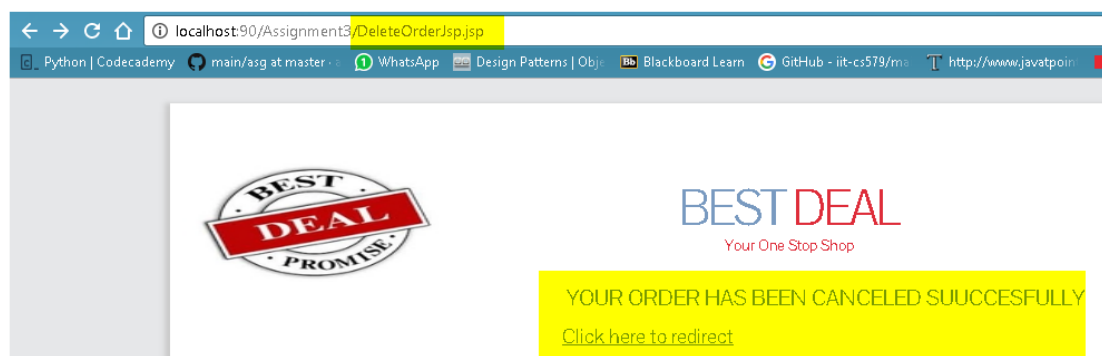 localhost:90/Assignment3/DeleteOrderJsp.jsp
Python | Codecademy main/asg at master · WhatsApp Design Patterns | Obje Blackboard Learn GitHub - iit-cs579/ma http://www.javatpoin
BEST
DEAL
PROMISE
BEST DEAL
Your One Stop Shop
YOUR ORDER HAS BEEN CANCELED SUUCCESFULLY
Click here to redirect